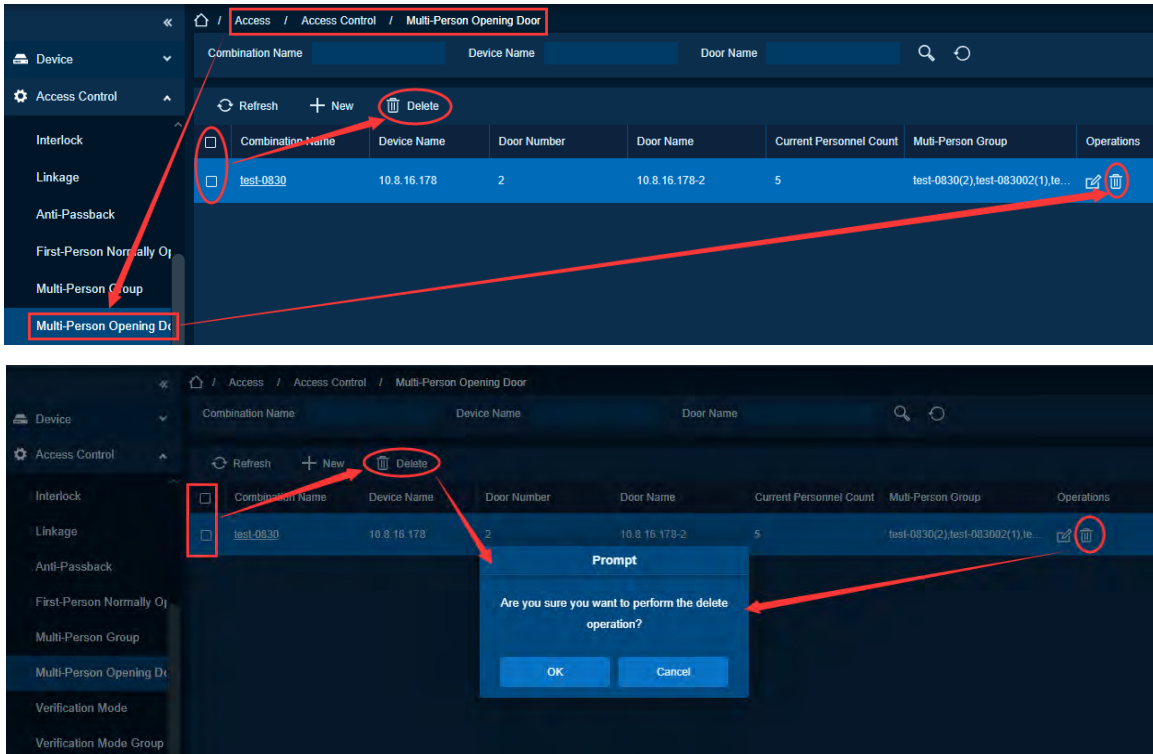 «
/ Access / Access Control / Multi-Person Opening Door
Device
Combination Name Device Name Door Name
Access Control
Refresh New Delete
Interlock
Combination Name Device Name Door Number Door Name Current Personnel Count Muti-Person Group Operations
Linkage
test-0830 10.8.16.178 2 10.8.16.178-2 5 test-0830(2),test-083002(1),te...
Anti-Passback
First-Person Normally Op
Multi-Person Group
Multi-Person Opening Do
«
/ Access / Access Control / Multi-Person Opening Door
Device
Combination Name Device Name Door Name
Access Control
Refresh New Delete
Interlock
Combination Name Device Name Door Number Door Name Current Personnel Count Muti-Person Group Operations
Linkage
test-0830 10.8.16.178 2 10.8.16.178-2 5 test-0830(2),test-083002(1),te...
Anti-Passback
Prompt
First-Person Normally Op
Are you sure you want to perform the delete
operation?
Multi-Person Group
Multi-Person Opening Do
OK Cancel
Verification Mode
Verification Mode Group